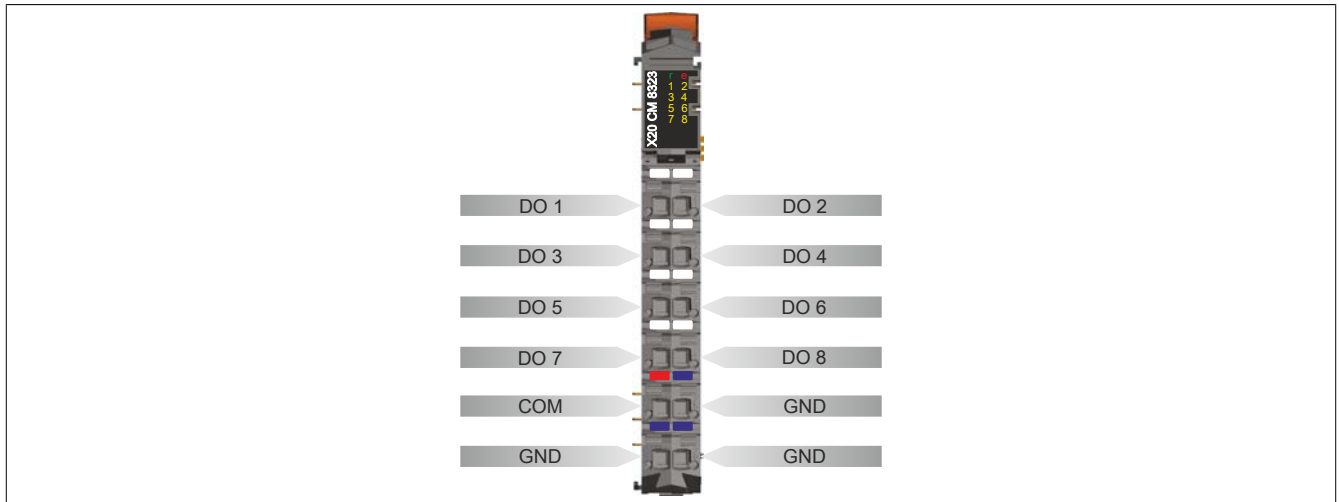 X20 CM 8323
r e
1 2
3 4
5 6
7 8
DO 1 DO 2
DO 3 DO 4
DO 5 DO 6
DO 7 DO 8
COM GND
GND GND